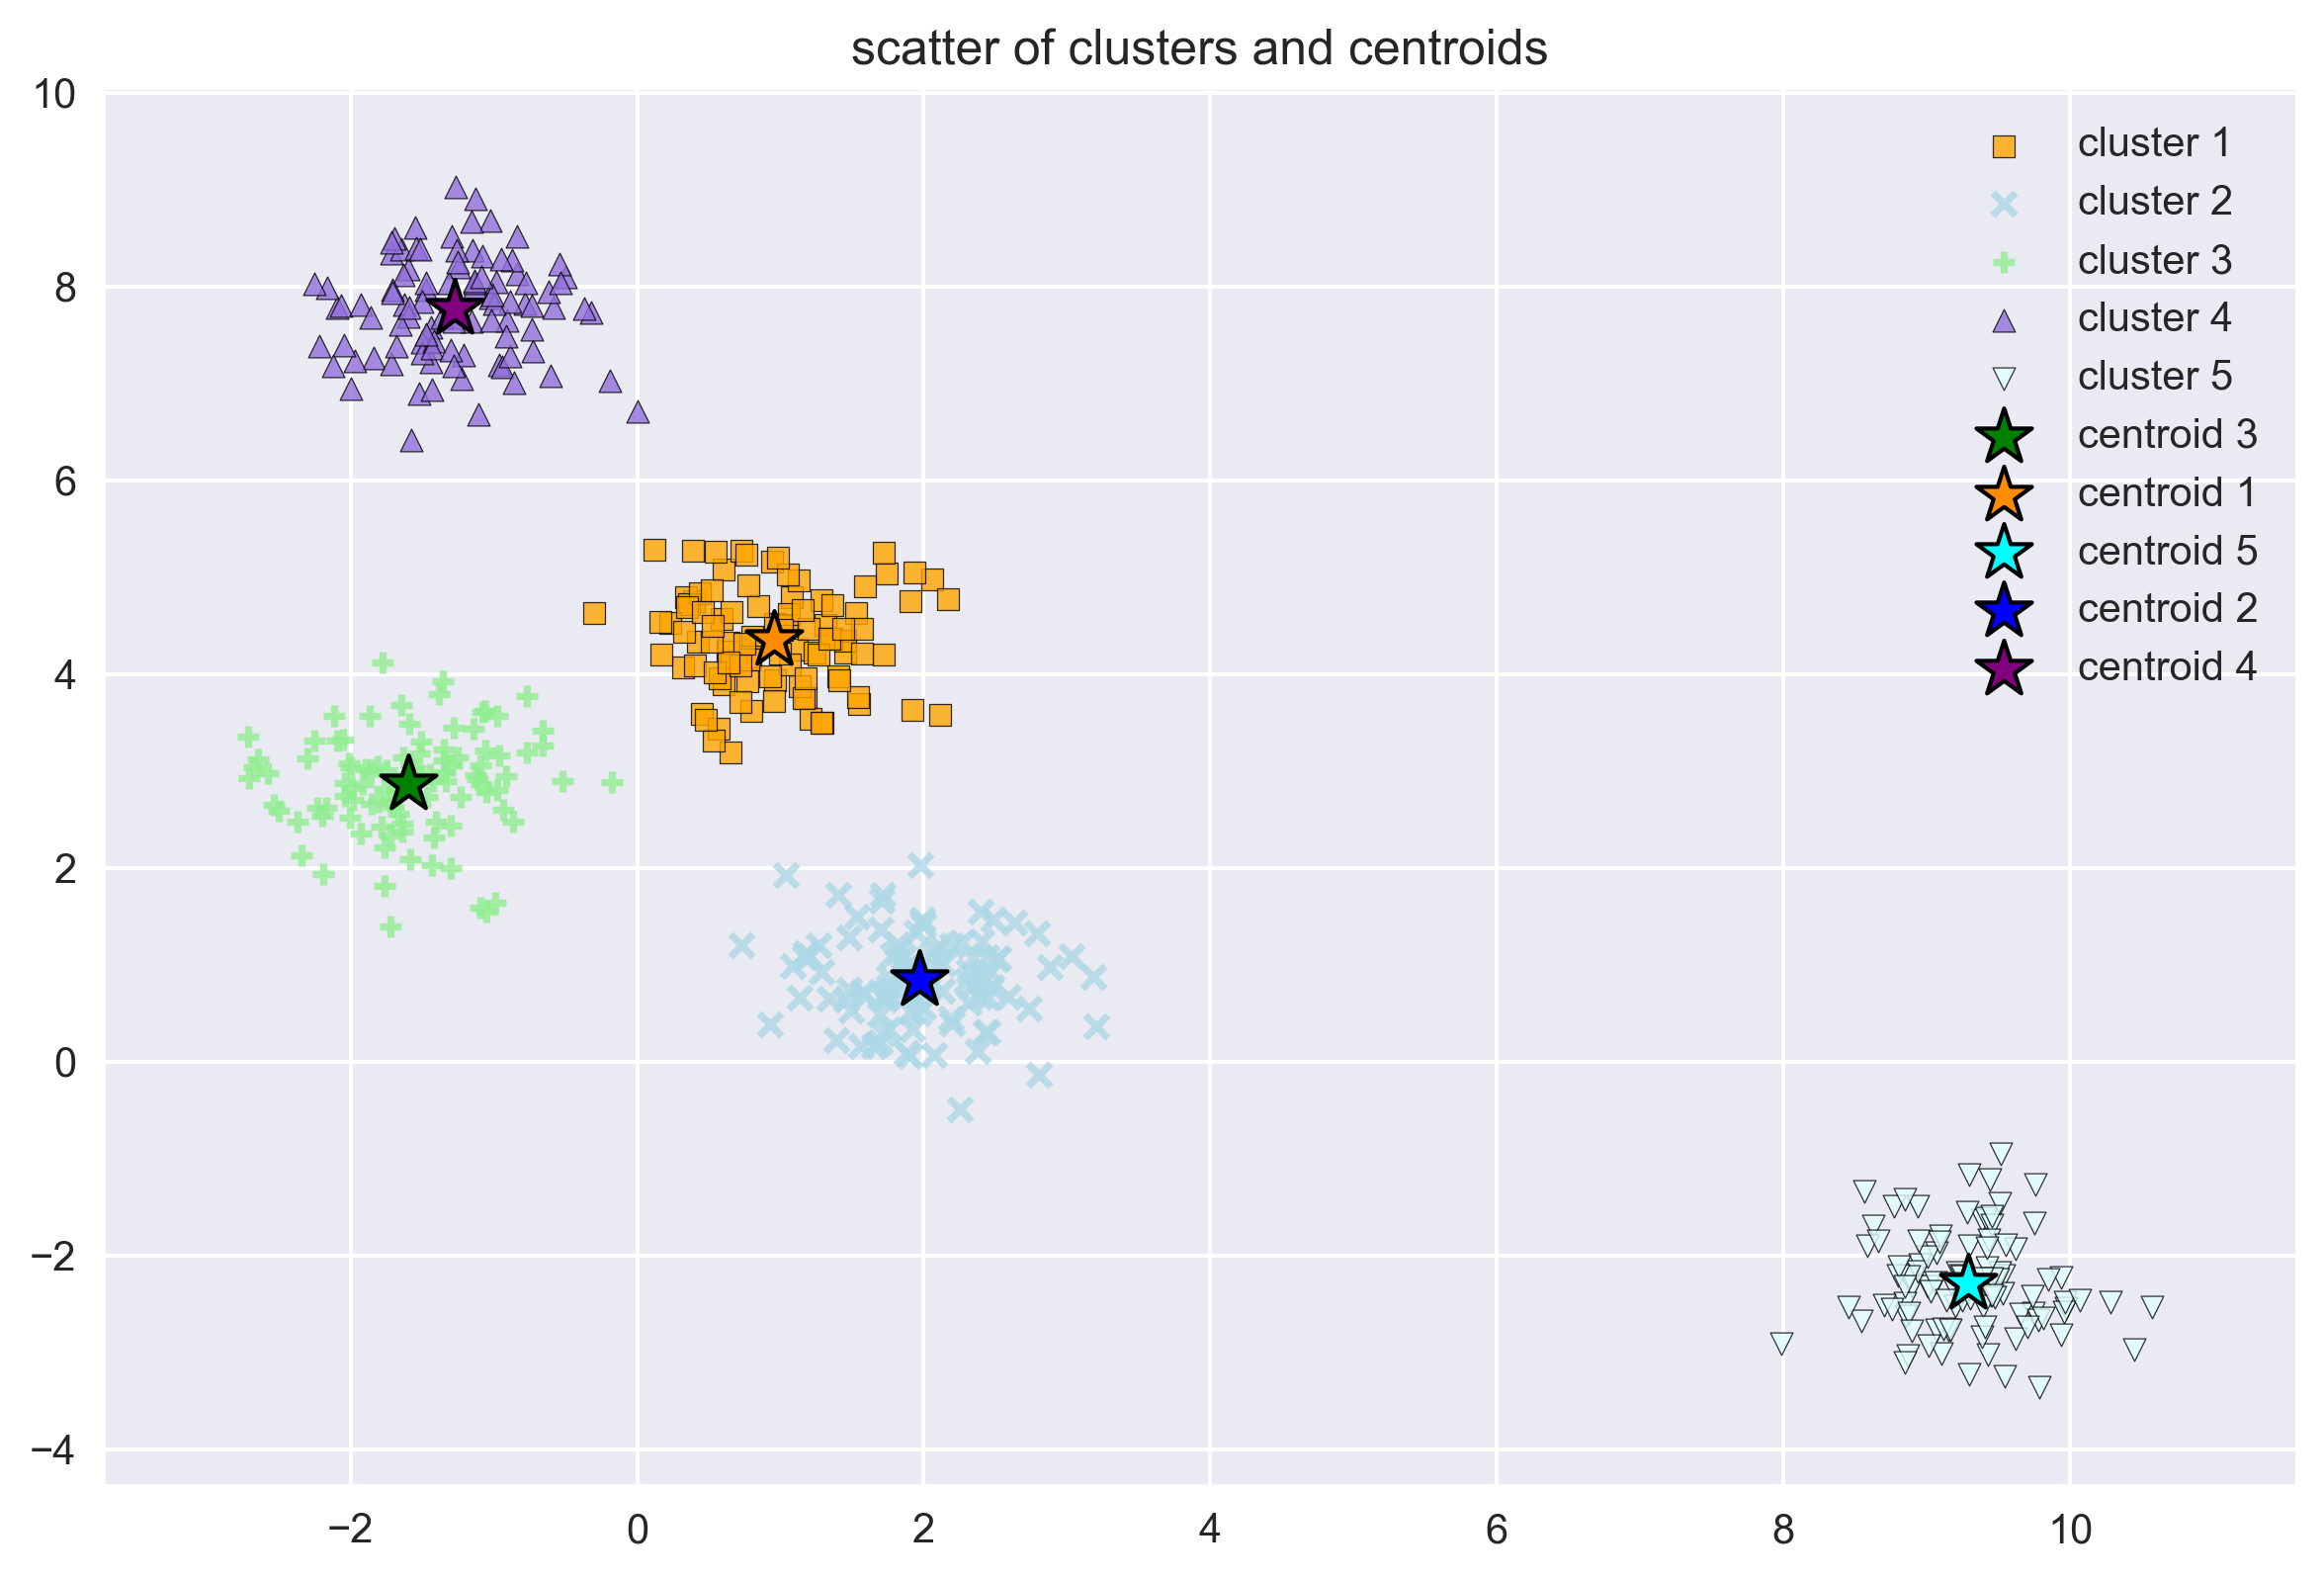 scatter of clusters and centroids
10
8
6
4
2
0
−2
−4
−2 0 2 4 6 8 10
cluster 1
cluster 2
cluster 3
cluster 4
cluster 5
centroid 3
centroid 1
centroid 5
centroid 2
centroid 4